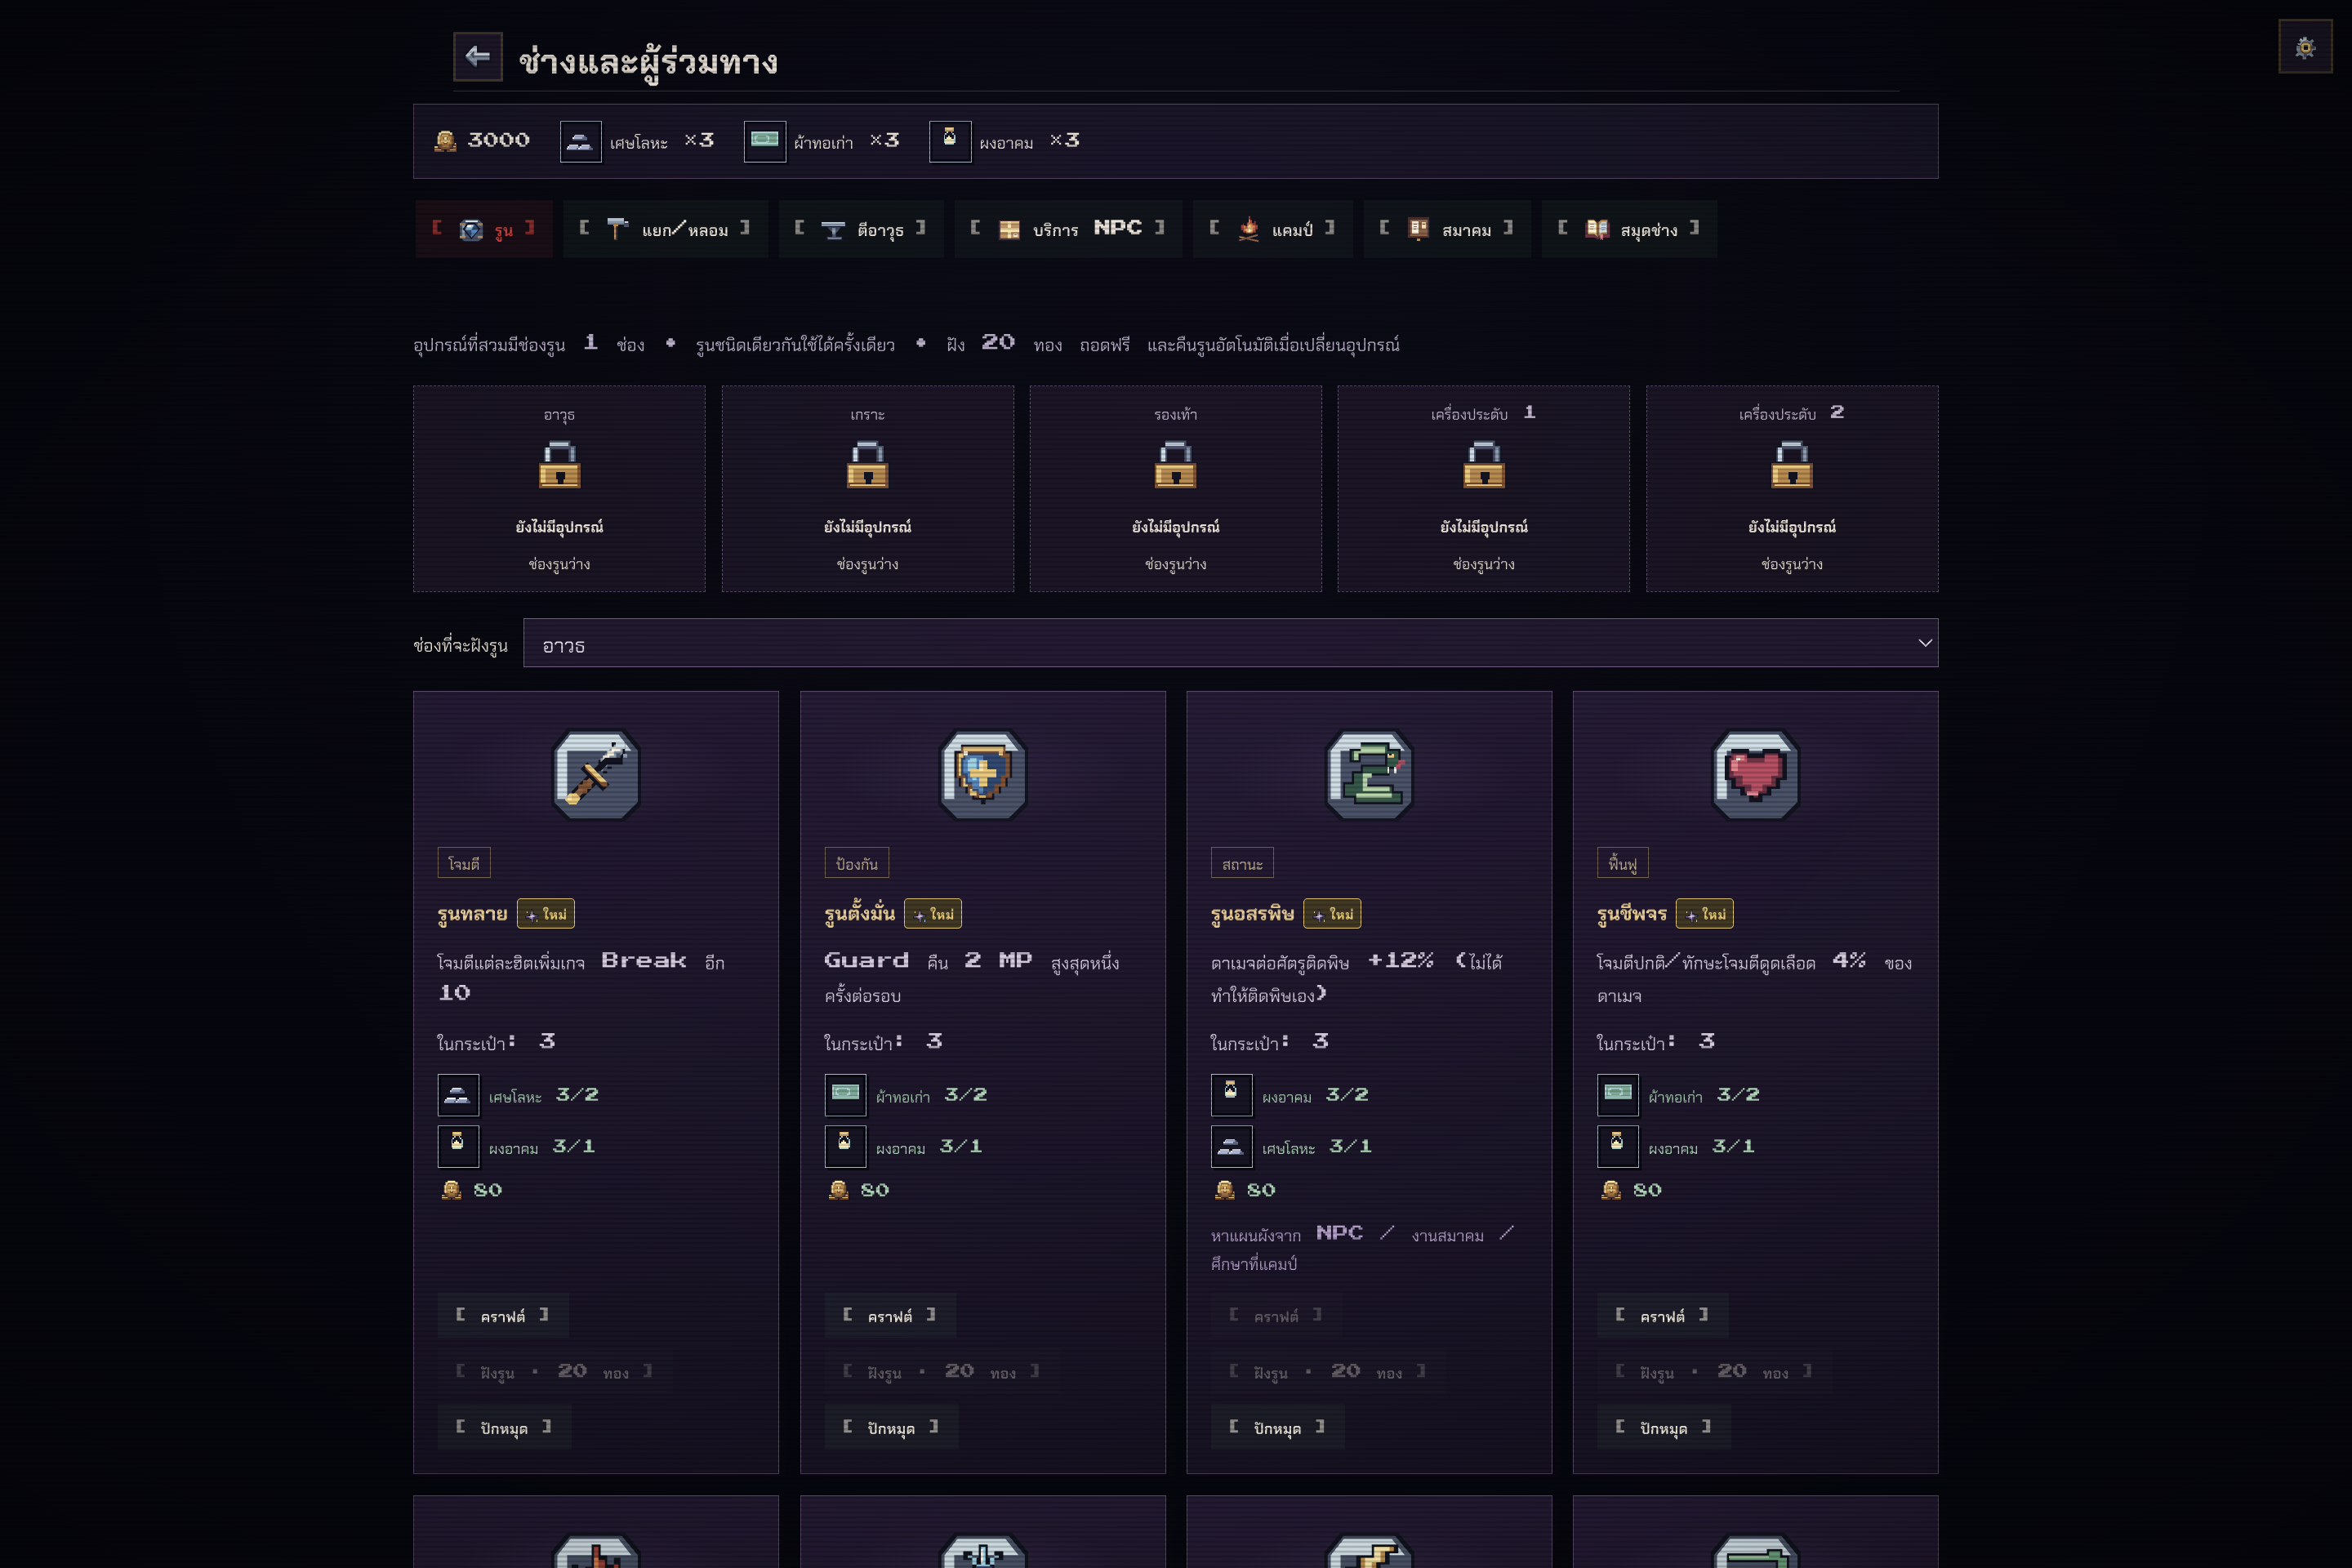 ช่างและผู้ร่วมทาง
3000 เศษโลหะ ×3 ผ้าทอเก่า ×3 ผงอาคม ×3
[ รูน ] [ แยก/หลอม ] [ ตีอาวุธ ] [ บริการ NPC ] [ แคมป์ ] [ สมาคม ] [ สมุดช่าง ]
อุปกรณ์ที่สวมมีช่องรูน 1 ช่อง • รูนชนิดเดียวกันใช้ได้ครั้งเดียว • ฝัง 20 ทอง ถอดฟรี และคืนรูนอัตโนมัติเมื่อเปลี่ยนอุปกรณ์
อาวุธ
ยังไม่มีอุปกรณ์
ช่องรูนว่าง
เกราะ
ยังไม่มีอุปกรณ์
ช่องรูนว่าง
รองเท้า
ยังไม่มีอุปกรณ์
ช่องรูนว่าง
เครื่องประดับ 1
ยังไม่มีอุปกรณ์
ช่องรูนว่าง
เครื่องประดับ 2
ยังไม่มีอุปกรณ์
ช่องรูนว่าง
ช่องที่จะฝังรูน อาวุธ
โจมตี
รูนทลาย ใหม่
โจมตีแต่ละฮิตเพิ่มเกจ Break อีก
10
ในกระเป๋า: 3
เศษโลหะ 3/2
ผงอาคม 3/1
80
[ คราฟต์ ]
[ ฝังรูน · 20 ทอง ]
[ ปักหมุด ]
ป้องกัน
รูนตั้งมั่น ใหม่
Guard คืน 2 MP สูงสุดหนึ่ง
ครั้งต่อรอบ
ในกระเป๋า: 3
ผ้าทอเก่า 3/2
ผงอาคม 3/1
80
[ คราฟต์ ]
[ ฝังรูน · 20 ทอง ]
[ ปักหมุด ]
สถานะ
รูนอสรพิษ ใหม่
ดาเมจต่อศัตรูติดพิษ +12% (ไม่ได้
ทำให้ติดพิษเอง)
ในกระเป๋า: 3
ผงอาคม 3/2
เศษโลหะ 3/1
80
หาแผนผังจาก NPC / งานสมาคม /
ศึกษาที่แคมป์
[ คราฟต์ ]
[ ฝังรูน · 20 ทอง ]
[ ปักหมุด ]
ฟื้นฟู
รูนชีพจร ใหม่
โจมตีปกติ/ทักษะโจมตีดูดเลือด 4% ของ
ดาเมจ
ในกระเป๋า: 3
ผ้าทอเก่า 3/2
ผงอาคม 3/1
80
[ คราฟต์ ]
[ ฝังรูน · 20 ทอง ]
[ ปักหมุด ]